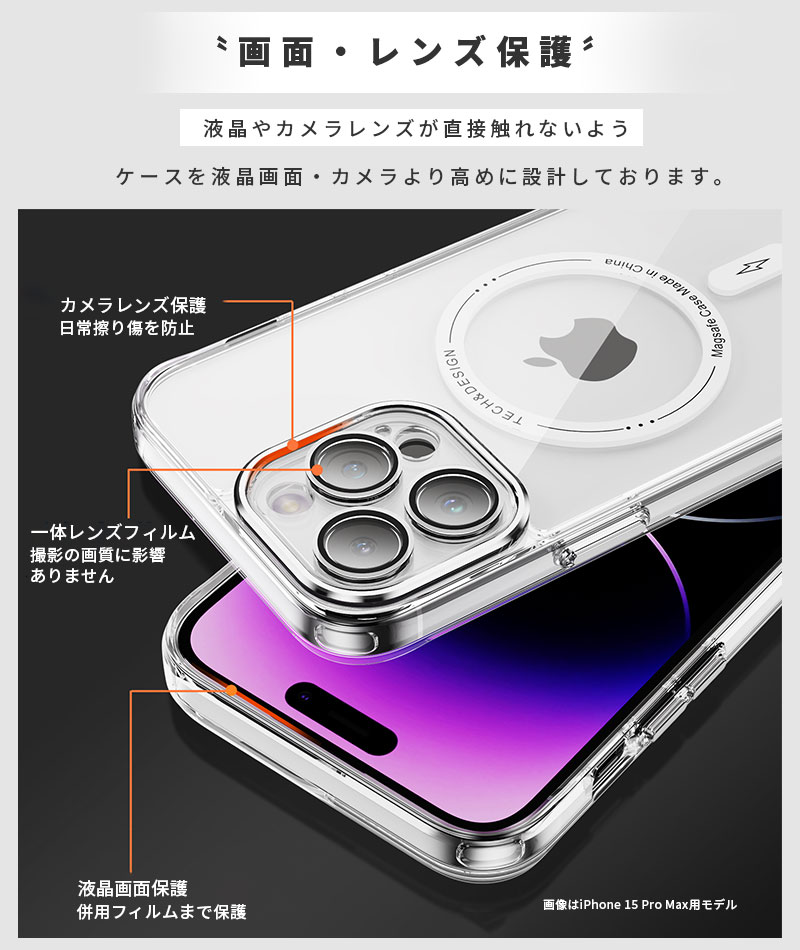 〝画面・レンズ保護〞
液晶やカメラレンズが直接触れないよう
ケースを液晶画面・カメラより高めに設計しております。
カメラレンズ保護
日常擦り傷を防止
Magsafe Case Made in China
TECH&DESIGN
一体レンズフィルム
撮影の画質に影響
ありません
液晶画面保護
併用フィルムまで保護
画像はiPhone 15 Pro Max用モデル